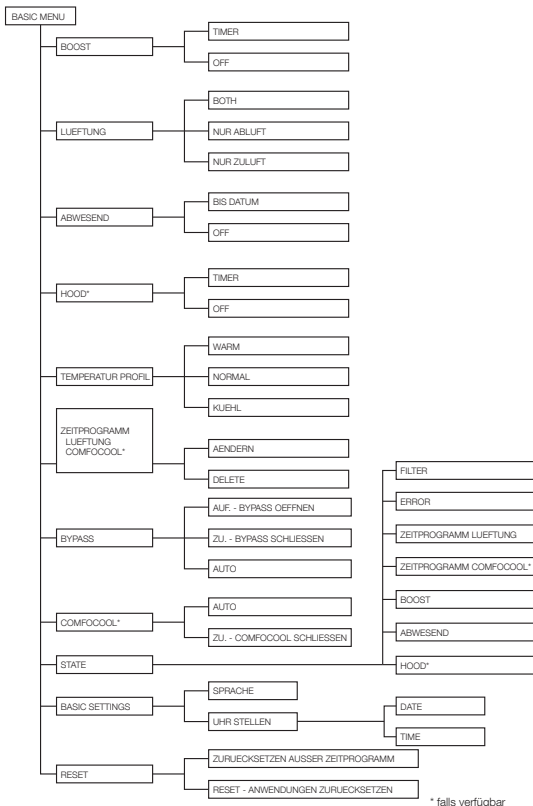 BASIC MENU
BOOST
TIMER
OFF
LUEFTUNG
BOTH
NUR ABLUFT
NUR ZULUFT
ABWESEND
BIS DATUM
OFF
HOOD*
TIMER
OFF
TEMPERATUR PROFIL
WARM
NORMAL
KUEHL
ZEITPROGRAMM
LUEFTUNG
COMFOCOOL*
AENDERN
DELETE
BYPASS
AUF. - BYPASS OEFFNEN
ZU. - BYPASS SCHLIESSEN
AUTO
COMFOCOOL*
AUTO
ZU. - COMFOCOOL SCHLIESSEN
STATE
FILTER
ERROR
ZEITPROGRAMM LUEFTUNG
ZEITPROGRAMM COMFOCOOL*
BOOST
ABWESEND
HOOD*
BASIC SETTINGS
SPRACHE
UHR STELLEN
DATE
TIME
RESET
ZURUECKSETZEN AUSSER ZEITPROGRAMM
RESET - ANWENDUNGEN ZURUECKSETZEN
* falls verfügbar